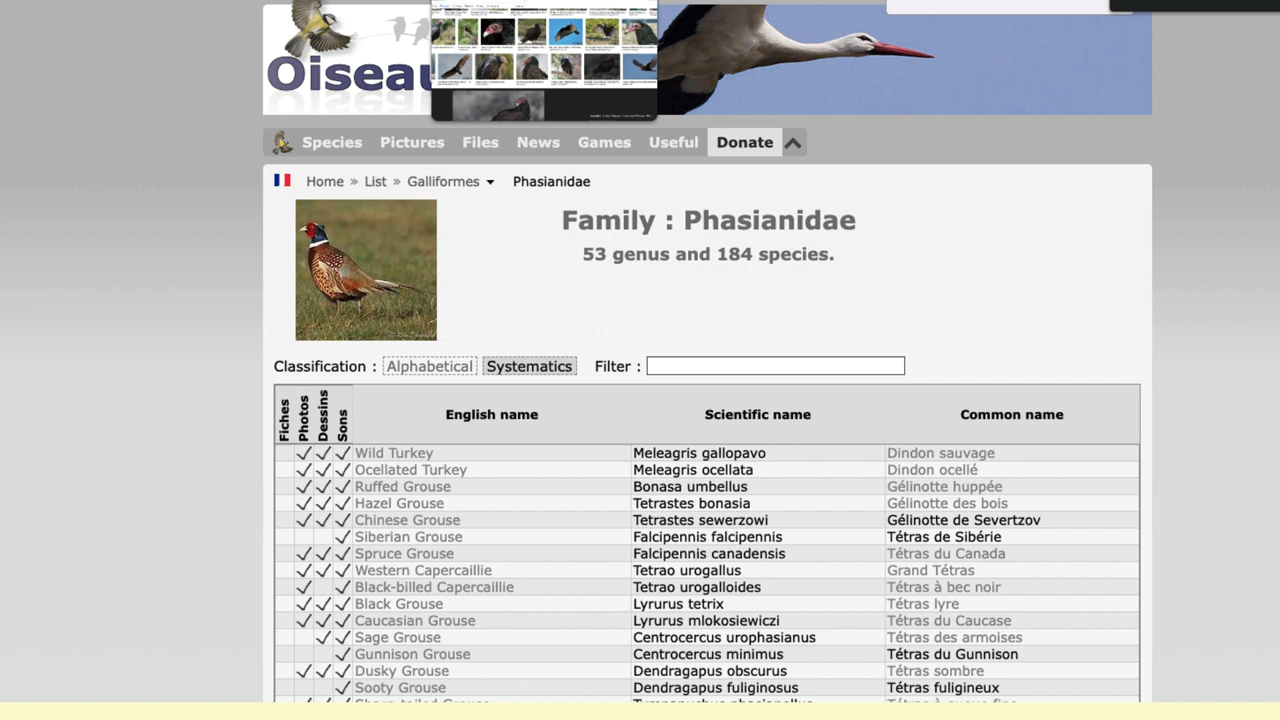 Oiseau
Species Pictures Files News Games Useful Donate
Home » List » Galliformes Phasianidae
Family : Phasianidae
53 genus and 184 species.
Classification : Alphabetical Systematics Filter :
Fiches Photos Dessins Sons English name Scientific name Common name
Wild Turkey Meleagris gallopavo Dindon sauvage
Ocellated Turkey Meleagris ocellata Dindon ocellé
Ruffed Grouse Bonasa umbellus Gélinotte huppée
Hazel Grouse Tetrastes bonasia Gélinotte des bois
Chinese Grouse Tetrastes sewerzowi Gélinotte de Severtzov
Siberian Grouse Falcipennis falcipennis Tétras de Sibérie
Spruce Grouse Falcipennis canadensis Tétras du Canada
Western Capercaillie Tetrao urogallus Grand Tétras
Black-billed Capercaillie Tetrao urogalloides Tétras à bec noir
Black Grouse Lyrurus tetrix Tétras lyre
Caucasian Grouse Lyrurus mlokosiewiczi Tétras du Caucase
Sage Grouse Centrocercus urophasianus Tétras des armoises
Gunnison Grouse Centrocercus minimus Tétras du Gunnison
Dusky Grouse Dendragapus obscurus Tétras sombre
Sooty Grouse Dendragapus fuliginosus Tétras fuligineux